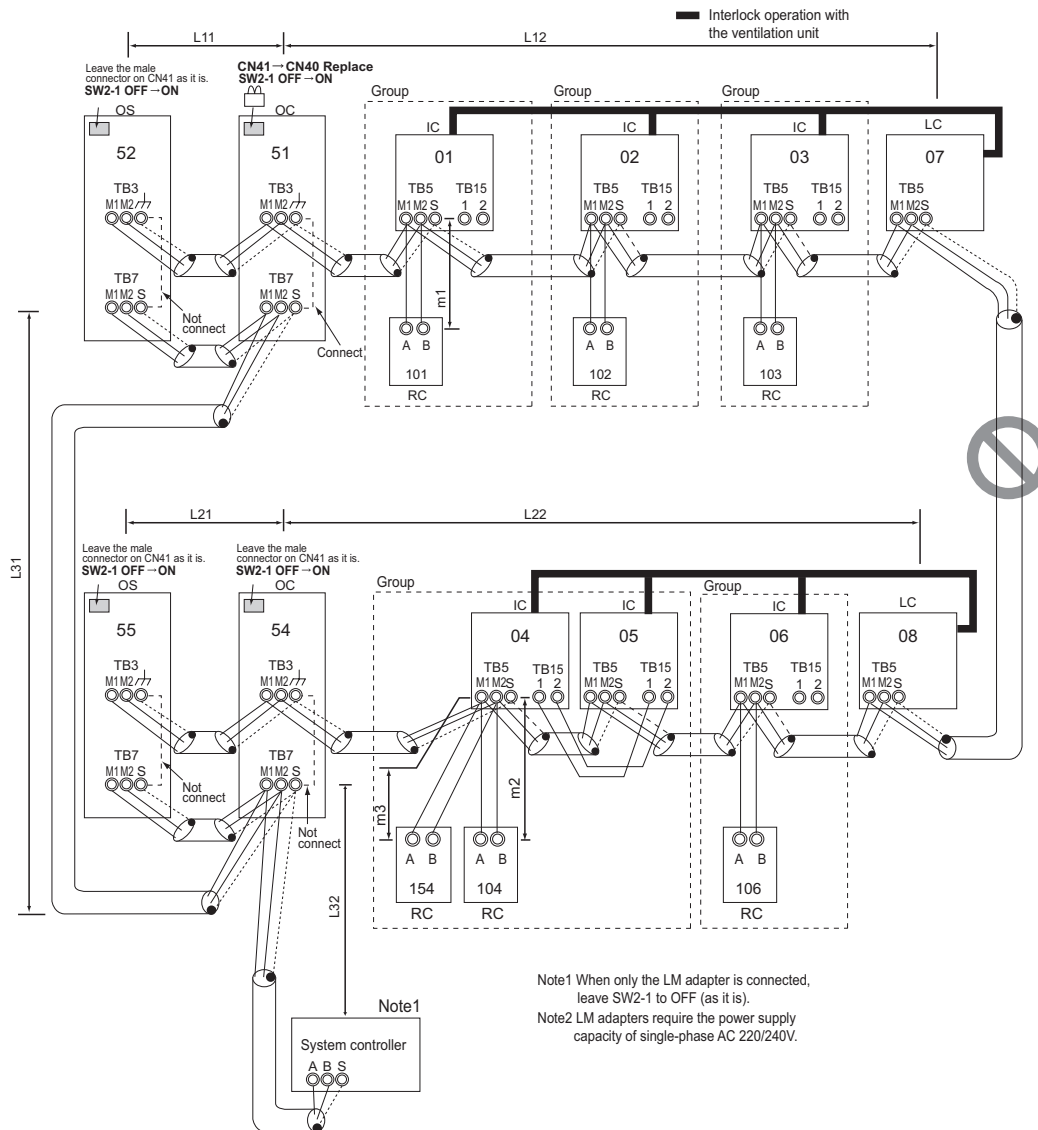 Interlock operation with
the ventilation unit
L11
L12
Leave the male
connector on CN41 as it is.
SW2-1 OFF→ON
CN41→CN40 Replace
SW2-1 OFF→ON
Group
Group
Group
OS
OC
IC
IC
IC
LC
52
51
01
02
03
07
TB3
TB3
TB5
TB15
TB5
TB15
TB5
TB15
TB5
M1 M2
M1 M2
M1 M2 S
1 2
M1 M2 S
1 2
M1 M2 S
1 2
M1 M2 S
TB7
TB7
M1 M2 S
M1 M2 S
m1
Not
connect
Connect
A B
A B
A B
101
102
103
RC
RC
RC
L31
L21
L22
Leave the male
connector on CN41 as it is.
SW2-1 OFF→ON
Leave the male
connector on CN41 as it is.
SW2-1 OFF→ON
Group
Group
OS
OC
IC
IC
IC
LC
55
54
04
05
06
08
TB3
TB3
TB5
TB15
TB5
TB15
TB5
TB15
TB5
M1 M2
M1 M2
M1 M2 S
1 2
M1 M2 S
1 2
M1 M2 S
1 2
M1 M2 S
TB7
TB7
M1 M2 S
M1 M2 S
Not
connect
Not
connect
m3
m2
A B
A B
A B
154
104
106
RC
RC
RC
L32
Note1 When only the LM adapter is connected,
leave SW2-1 to OFF (as it is).
Note2 LM adapters require the power supply
capacity of single-phase AC 220/240V.
Note1
System controller
A B S